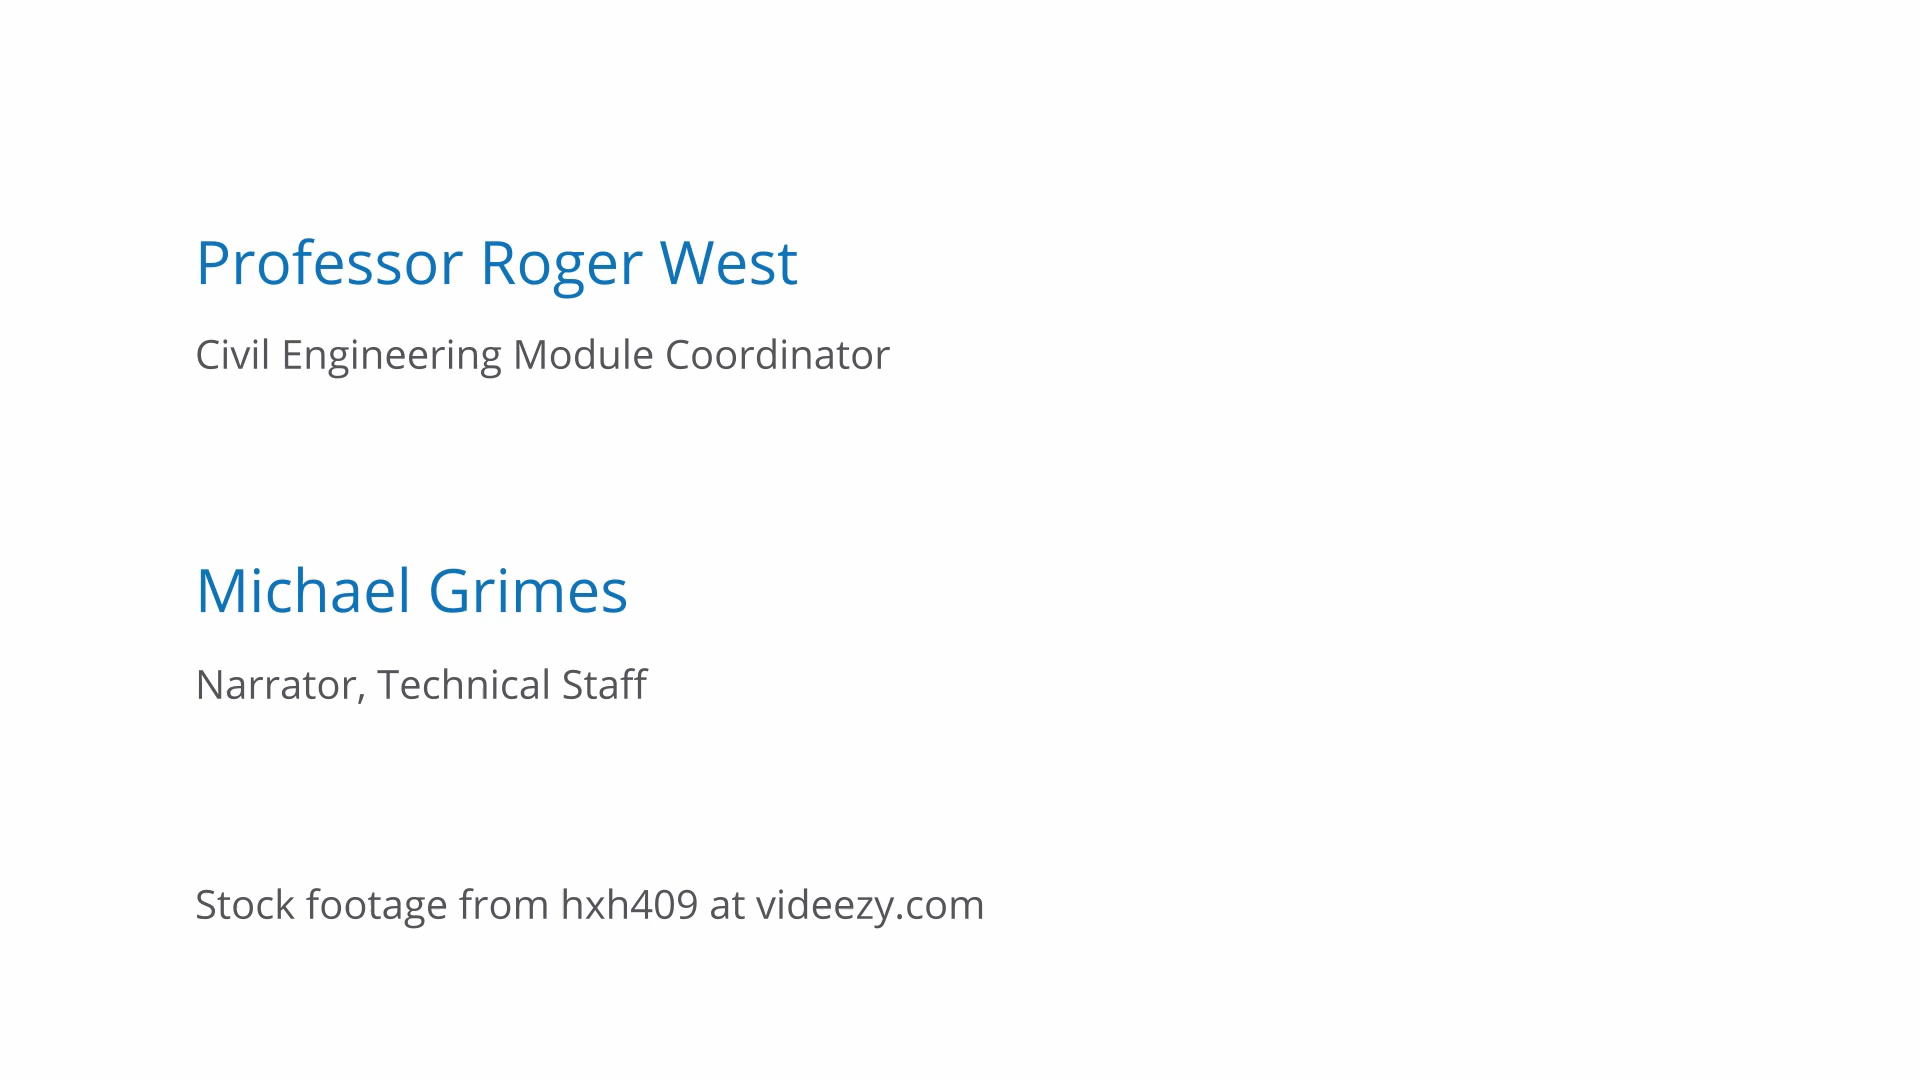 Professor Roger West
Civil Engineering Module Coordinator
Michael Grimes
Narrator, Technical Staff
Stock footage from hxh409 at videezy.com